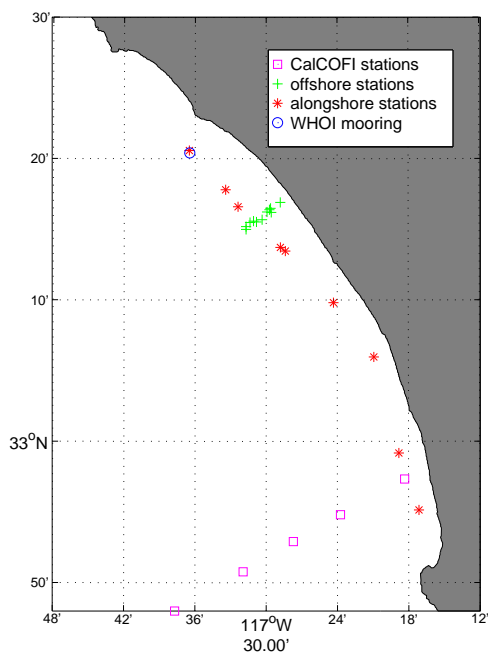 30'
CalCOFI stations
offshore stations
alongshore stations
WHOI mooring
20'
10'
33°N
50'
48'
42'
36'
117°W
30.00'
24'
18'
12'